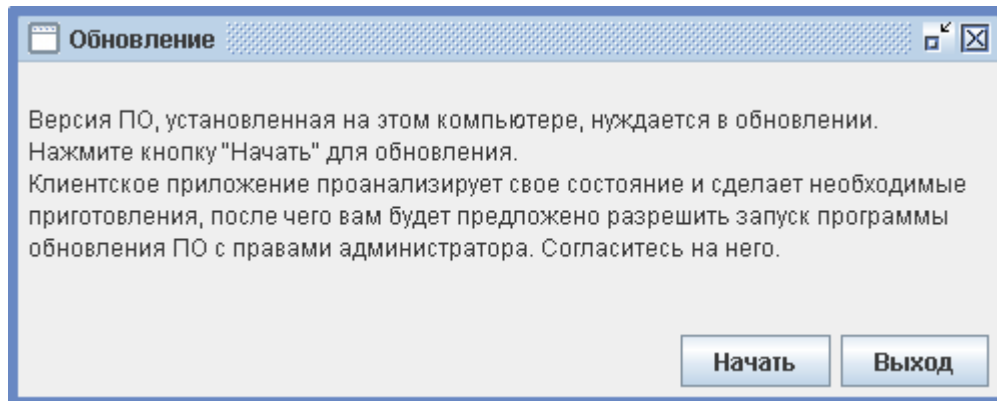 Обновление
Версия ПО, установленная на этом компьютере, нуждается в обновлении.
Нажмите кнопку "Начать" для обновления.
Клиентское приложение проанализирует свое состояние и сделает необходимые
приготовления, после чего вам будет предложено разрешить запуск программы
обновления ПО с правами администратора. Согласитесь на него.
Начать Выход